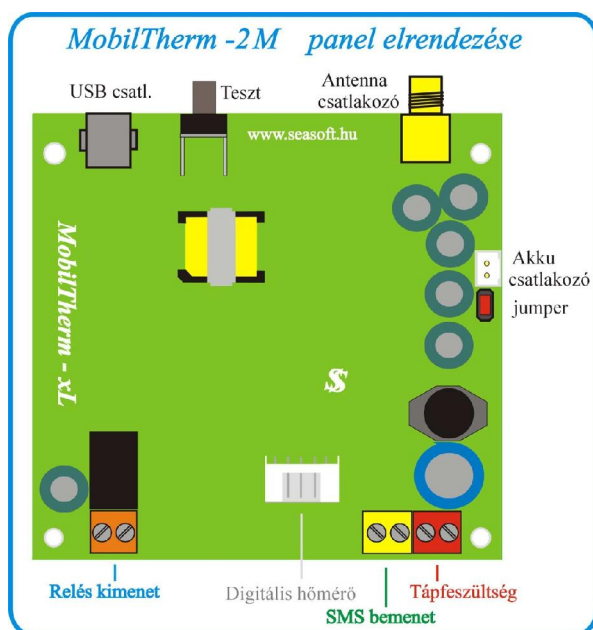 MobilTherm -2M panel elrendezése
USB csatl.
Teszt
Antenna
csatlakozó
www.seasoft.hu
MobilTherm - xL
Akku
csatlakozó
jumper
S
Relés kimenet
Digitális hőmérő
SMS bemenet
Tápfeszültség